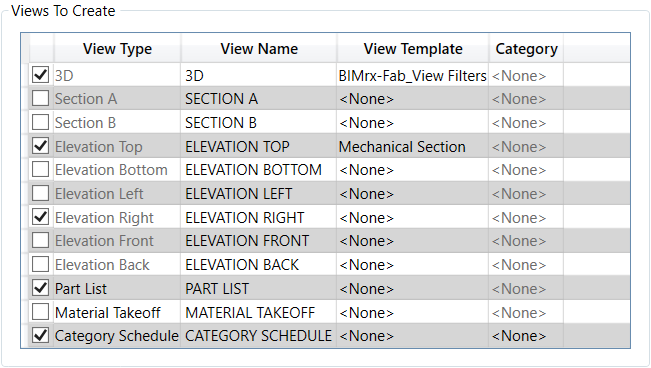 Views To Create
View Type View Name View Template Category
3D 3D BIMrx-Fab_View Filters <None>
Section A SECTION A <None> <None>
Section B SECTION B <None> <None>
Elevation Top ELEVATION TOP Mechanical Section <None>
Elevation Bottom ELEVATION BOTTOM <None> <None>
Elevation Left ELEVATION LEFT <None> <None>
Elevation Right ELEVATION RIGHT <None> <None>
Elevation Front ELEVATION FRONT <None> <None>
Elevation Back ELEVATION BACK <None> <None>
Part List PART LIST <None> <None>
Material Takeoff MATERIAL TAKEOFF <None> <None>
Category Schedule CATEGORY SCHEDULE <None> <None>